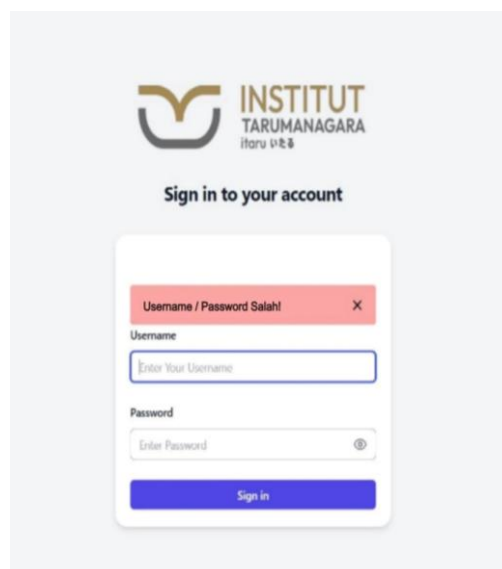 INSTITUT
TARUMANAGARA
itaru いたる
Sign in to your account
Username / Password Salah!
Username
Enter Your Username
Password
Enter Password
Sign in